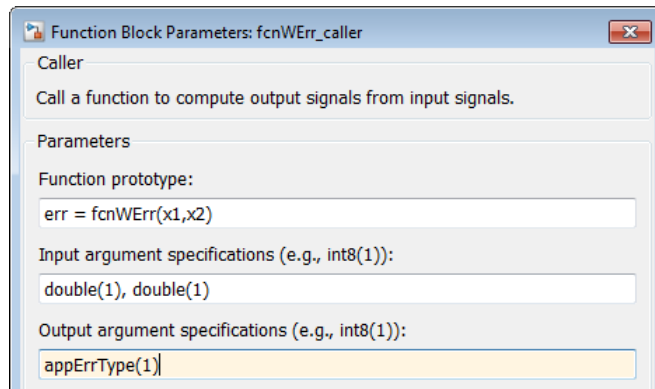 Function Block Parameters: fcnWErr_caller
Caller
Call a function to compute output signals from input signals.
Parameters
Function prototype:
err = fcnWErr(x1,x2)
Input argument specifications (e.g., int8(1)):
double(1), double(1)
Output argument specifications (e.g., int8(1)):
appErrType(1)